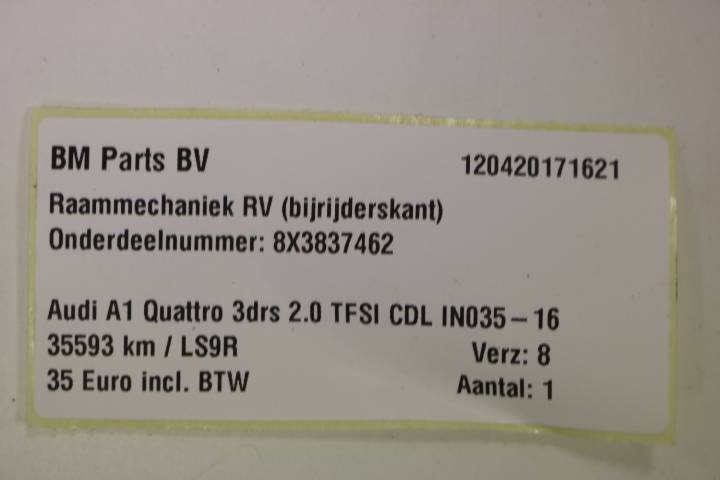 BM Parts BV 120420171621
Raammechaniek RV (bijrijderskant)
Onderdeelnummer: 8X3837462
Audi A1 Quattro 3drs 2.0 TFSI CDL IN035-16
35593 km / LS9R Verz: 8
35 Euro incl. BTW Aantal: 1